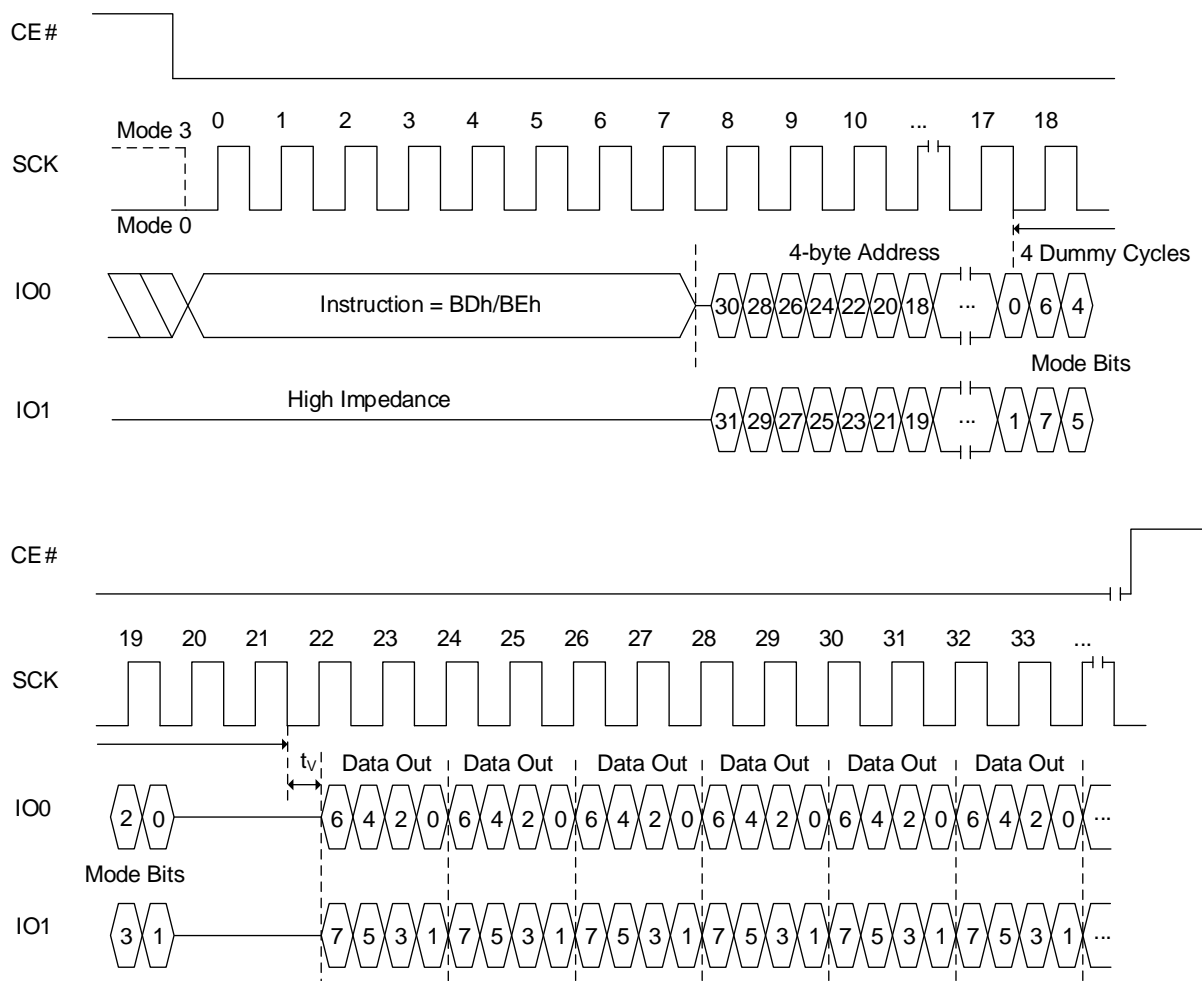 CE#
0 1 2 3 4 5 6 7 8 9 10 ... 17 18
Mode 3
SCK
Mode 0
4-byte Address 4 Dummy Cycles
IO0 Instruction = BDh/BEh 30 28 26 24 22 20 18 ... 0 6 4
Mode Bits
High Impedance
IO1 31 29 27 25 23 21 19 ... 1 7 5
CE#
19 20 21 22 23 24 25 26 27 28 29 30 31 32 33 ...
SCK
tV Data Out Data Out Data Out Data Out Data Out Data Out
IO0 2 0 6 4 2 0 6 4 2 0 6 4 2 0 6 4 2 0 6 4 2 0 6 4 2 0 ...
Mode Bits
IO1 3 1 7 5 3 1 7 5 3 1 7 5 3 1 7 5 3 1 7 5 3 1 7 5 3 1 ...